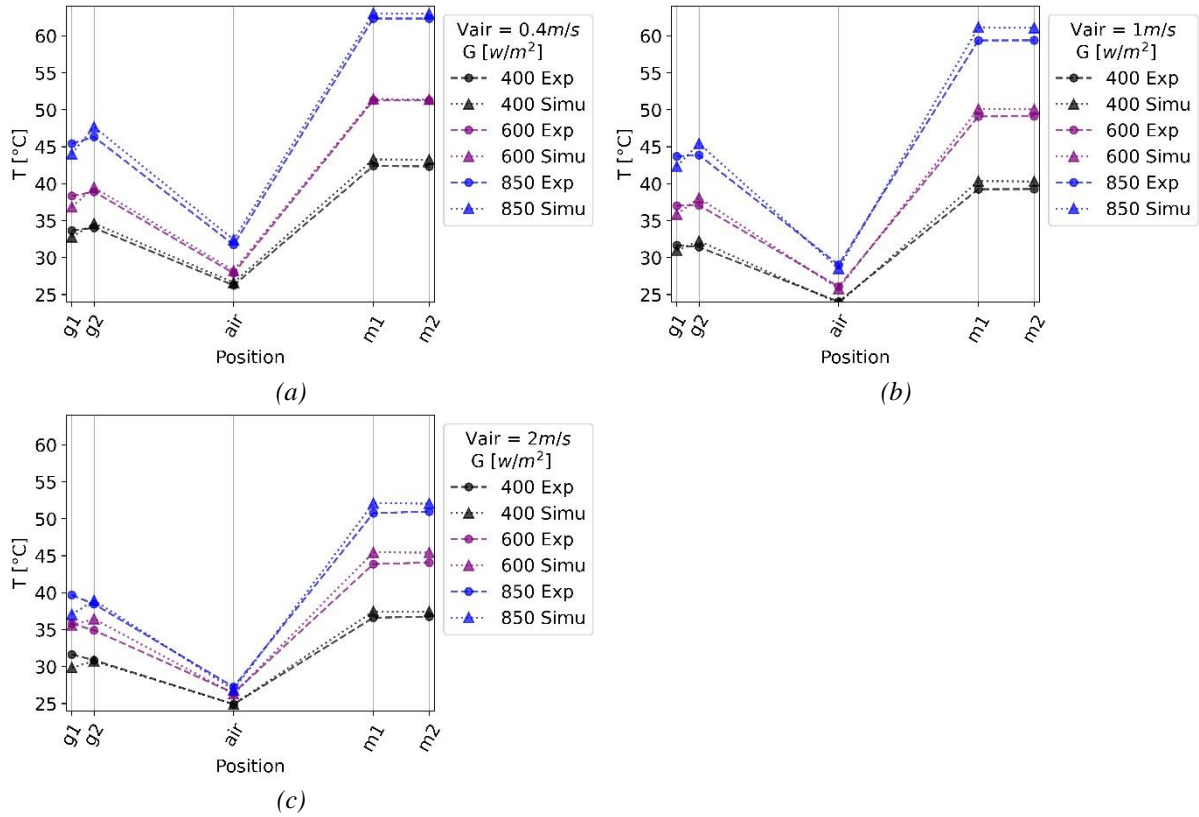 60
55
50
45
40
35
30
25
T [°C]
g1
g2
air
m1
m2
Position
Vair = 0.4m/s
G [w/m²]
400 Exp
400 Simu
600 Exp
600 Simu
850 Exp
850 Simu
(a)
60
55
50
45
40
35
30
25
T [°C]
g1
g2
air
m1
m2
Position
Vair = 1m/s
G [w/m²]
400 Exp
400 Simu
600 Exp
600 Simu
850 Exp
850 Simu
(b)
60
55
50
45
40
35
30
25
T [°C]
g1
g2
air
m1
m2
Position
Vair = 2m/s
G [w/m²]
400 Exp
400 Simu
600 Exp
600 Simu
850 Exp
850 Simu
(c)